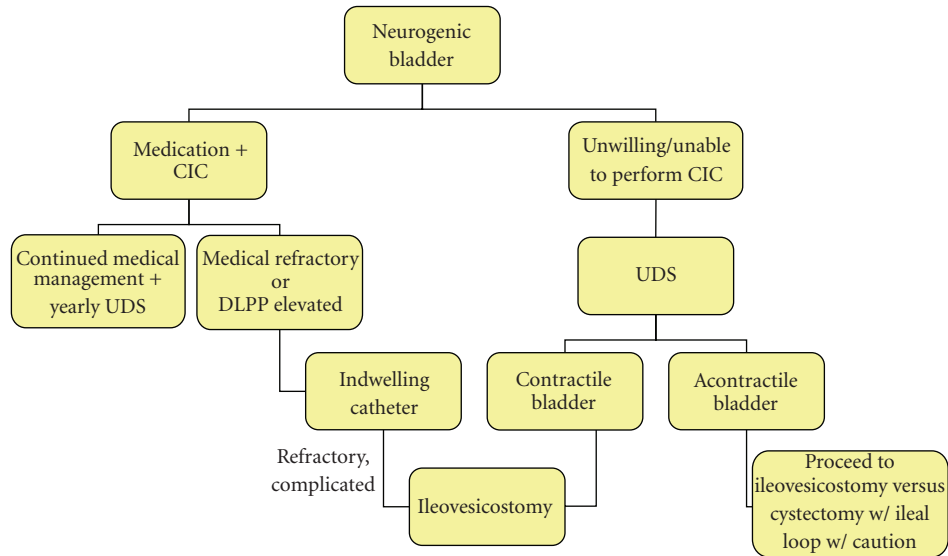 Neurogenic
bladder
Medication +
CIC
Unwilling/unable
to perform CIC
Continued medical
management +
yearly UDS
Medical refractory
or
DLPP elevated
UDS
Indwelling
catheter
Contractile
bladder
Acontractile
bladder
Refractory,
complicated
Ileovesicostomy
Proceed to
ileovesicostomy versus
cystectomy w/ ileal
loop w/ caution